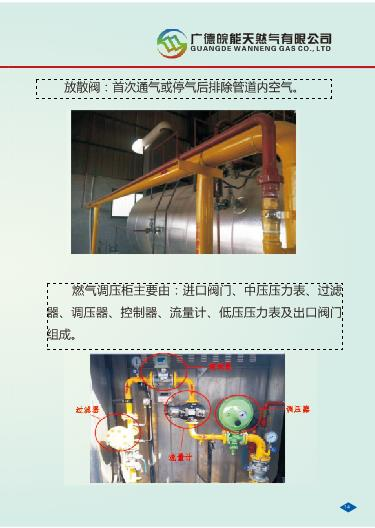 广德皖能天然气有限公司
GUANGDE WANNENG GAS CO., LTD
放散阀：首次通气或停气后排除管道内空气。
燃气调压柜主要由：进口阀门、中压压力表、过滤
器、调压器、控制器、流量计、低压压力表及出口阀门
组成。
过滤器
调压器
流量计